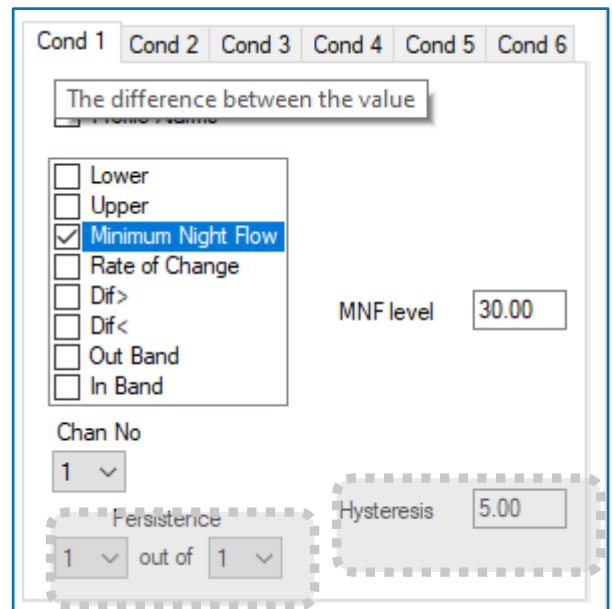 Cond 1 Cond 2 Cond 3 Cond 4 Cond 5 Cond 6
The difference between the value
Lower
Upper
Minimum Night Flow
Rate of Change
Dif>
MNF level 30.00
Dif<
Out Band
In Band
Chan No
1
Hysteresis 5.00
Persistence
1 out of 1